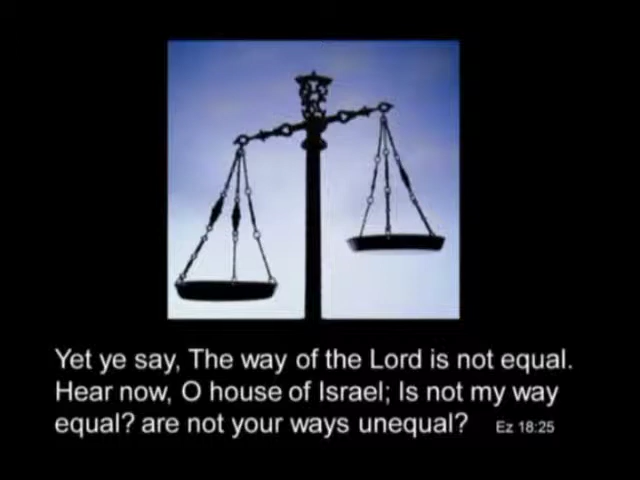 Yet ye say, The way of the Lord is not equal.
Hear now, O house of Israel; Is not my way
equal? are not your ways unequal? Ez 18:25